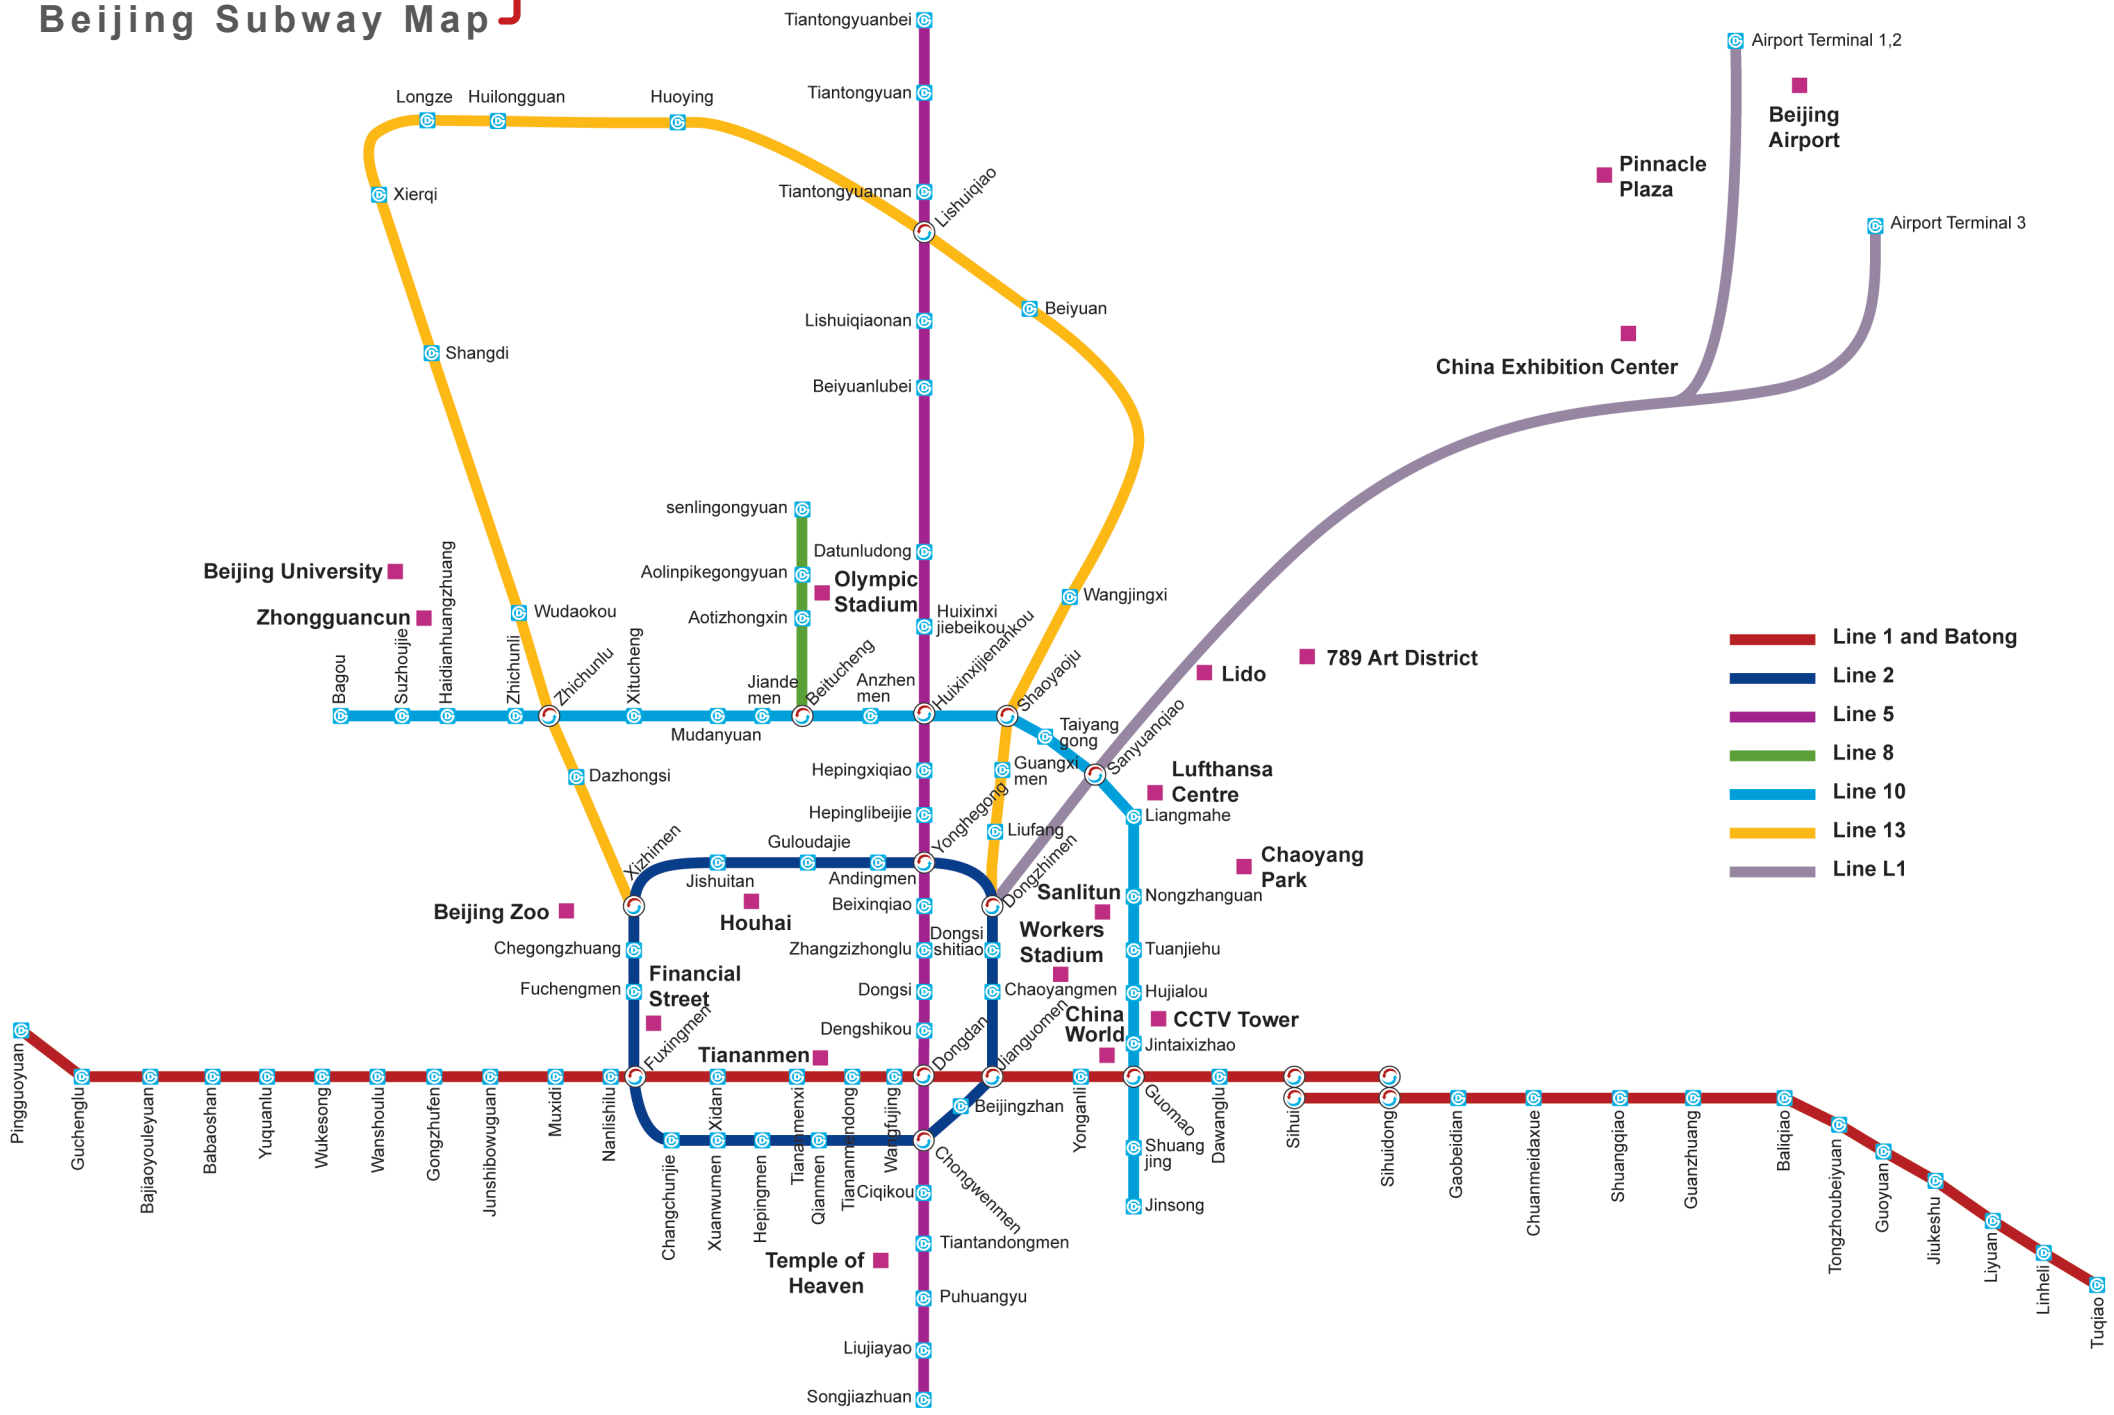 Beijing Subway Map
Tiantongyuanbei
Airport Terminal 1,2
Longze
Huilongguan
Huoying
Tiantongyuan
Beijing
Airport
Pinnacle
Plaza
Xierqi
Tiantongyuannan
Lishuiqiao
Airport Terminal 3
Beiyuan
Lishuiqiaonan
Shangdi
China Exhibition Center
Beiyuanlubei
senlingongyuan
Datunludong
Beijing University
Aolinpikegongyuan
Olympic
Stadium
Wangjingxi
Zhongguancun
Wudaokou
Aotizhongxin
Huixinxi
jiebeikou
Line 1 and Batong
Line 2
Line 5
Line 8
Line 10
Line 13
Line L1
Bagou
Suzhoujie
Haidianhuangzhuang
Zhichunli
Zhichunlu
Xitucheng
Mudanyuan
Jiande
men
Beitucheng
Anzhen
men
Huixinxijienankou
Shaoyaoju
Taiyang
gong
Sanyuanqiao
Lido
789 Art District
Dazhongsi
Hepingxiqiao
Guangxi
men
Lufthansa
Centre
Hepinglibeijie
Yonghegong
Liufang
Liangmahe
Xizhimen
Guloudajie
Jishuitan
Andingmen
Dongzhimen
Chaoyang
Park
Beijing Zoo
Houhai
Beixinqiao
Sanlitun
Nongzhanguan
Chegongzhuang
Zhangzizhonglu
Dongsi
shitiao
Workers
Stadium
Tuanjiehu
Financial
Street
Fuchengmen
Dongsi
Chaoyangmen
Hujialou
Dengshikou
China
World
CCTV Tower
Jintaixizhao
Tiananmen
Pingguoyuan
Guchenglu
Bajiaoyouleyuan
Babaoshan
Yuquanlu
Wukesong
Wanshoulu
Gongzhufen
Junshibowuguan
Muxidi
Nanlishilu
Fuxingmen
Xidan
Tiananmenxi
Tiananmendong
Wangfujing
Dongdan
Jianguomen
Yonganli
Guomao
Dawanglu
Sihui
Sihuidong
Gaobeidian
Chuanmeidaxue
Shuangqiao
Guanzhuang
Baliqiao
Tongzhoubeiyuan
Guoyuan
Jiukeshu
Liyuan
Linheli
Tuqiao
Beijingzhan
Changchunjie
Xuanwumen
Hepingmen
Qianmen
Chongwenmen
Shuang
jing
Jinsong
Ciqikou
Tiantandongmen
Temple of
Heaven
Puhuangyu
Liujiayao
Songjiazhuan